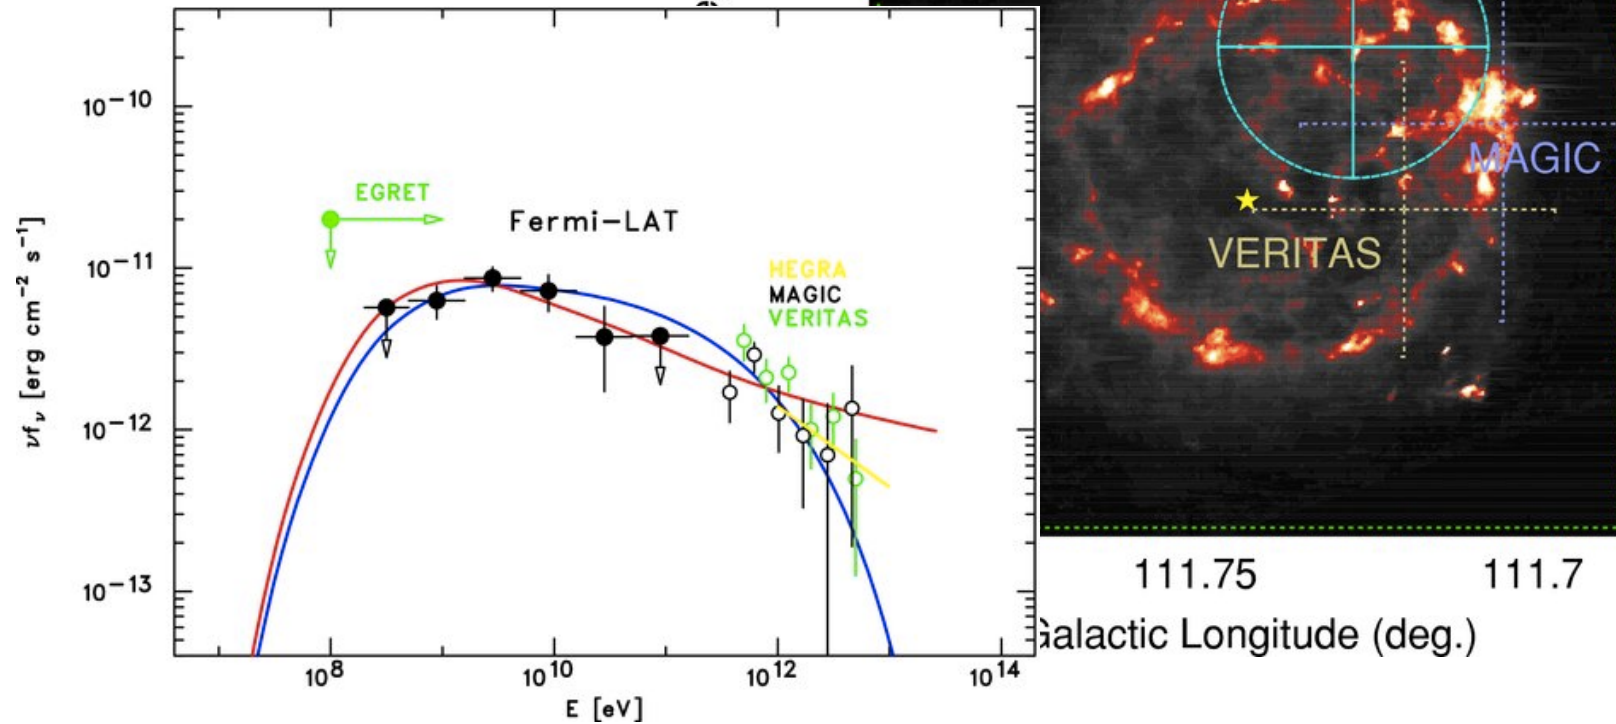 10⁻¹⁰
10⁻¹¹
10⁻¹²
10⁻¹³
νfν [erg cm⁻² s⁻¹]
EGRET
Fermi−LAT
HEGRA
MAGIC
VERITAS
10⁸
10¹⁰
10¹²
10¹⁴
E [eV]
MAGIC
VERITAS
111.75
111.7
Galactic Longitude (deg.)